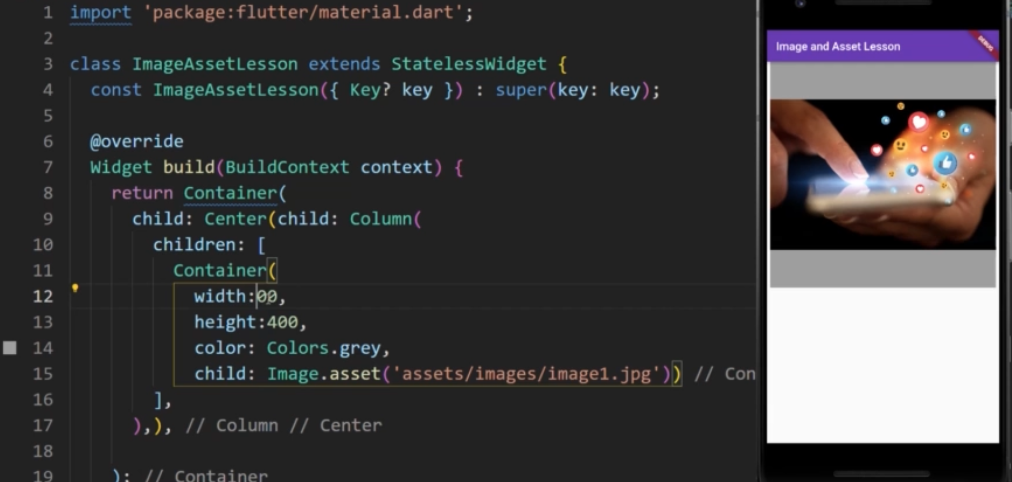 1 import 'package:flutter/material.dart';
2
3 class ImageAssetLesson extends StatelessWidget {
4 const ImageAssetLesson({ Key? key }) : super(key: key);
5
6 @override
7 Widget build(BuildContext context) {
8 return Container(
9 child: Center(child: Column(
10 children: [
11 Container(
12 width:00,
13 height:400,
14 color: Colors.grey,
15 child: Image.asset('assets/images/image1.jpg')) // Con
16 ],
17 ),), // Column // Center
18
19 ); // Container
Image and Asset Lesson
DEBUG